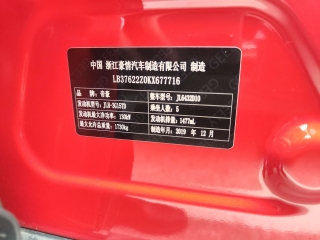 中国 浙江豪情汽车制造有限公司 制造
LB37622Z0KX677716
品牌：吉利 整车型号：JL6432D10
发动机型号：JLH-3G15TD 乘坐人数：5
发动机最大净功率：130kW 发动机排量：1477mL
最大允许总质量：1750kg 制造年月：2019 年 12 月